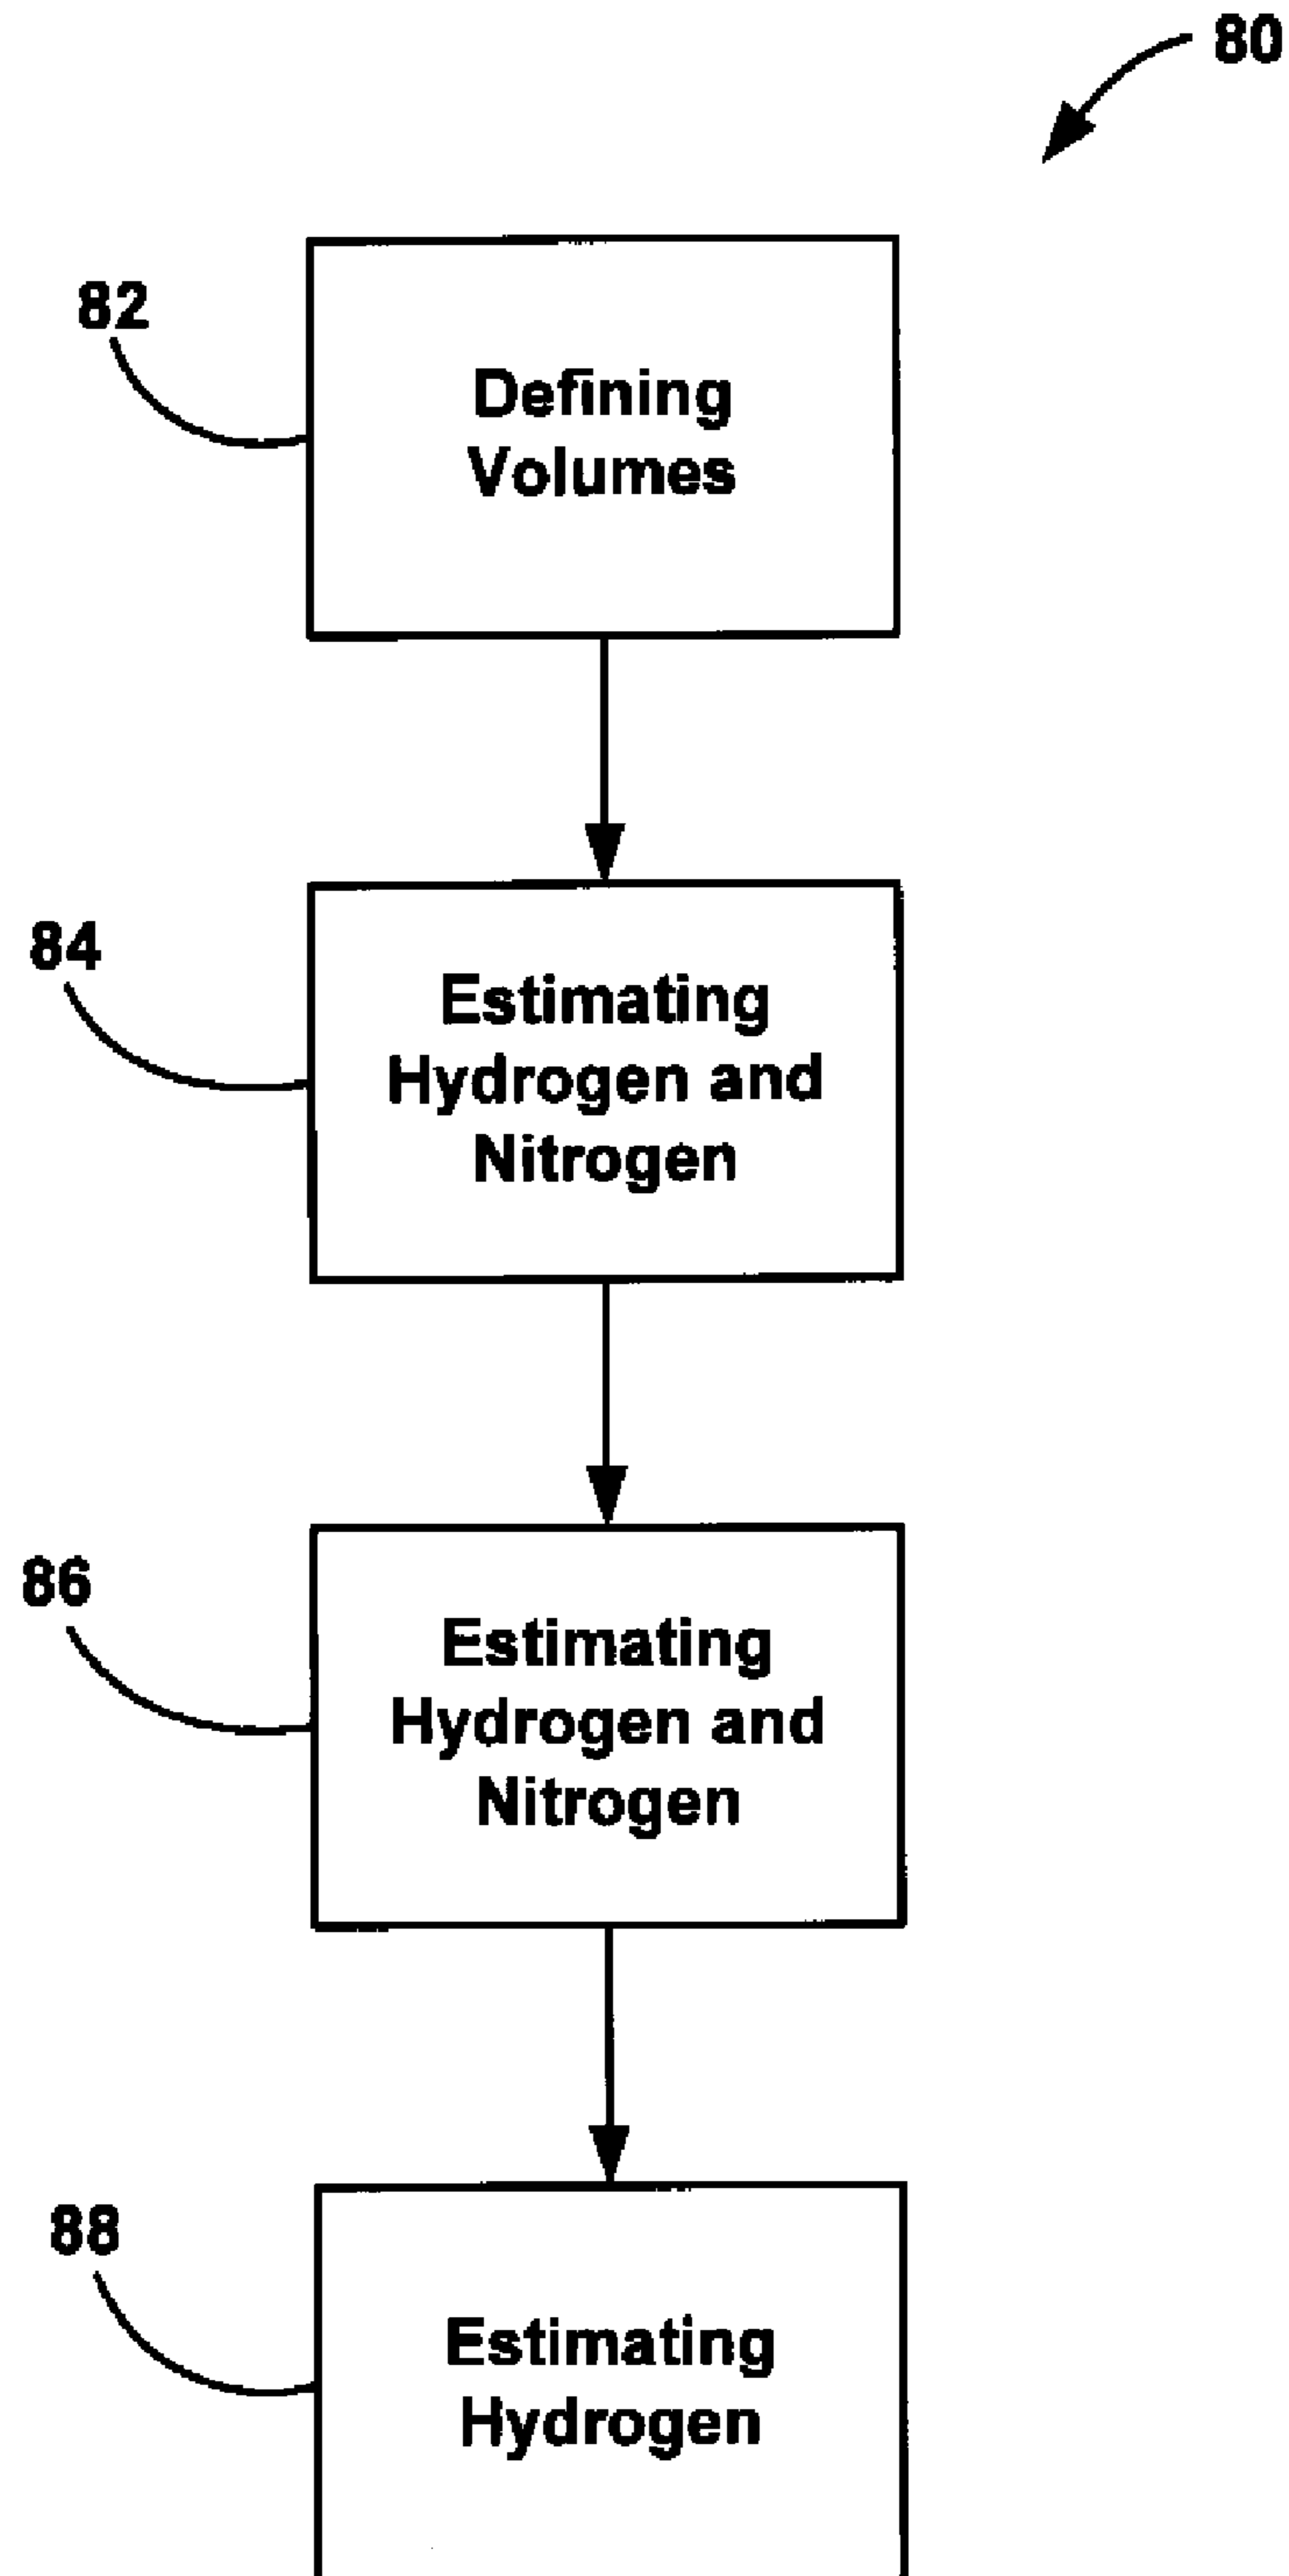 80
82
Defining
Volumes
84
Estimating
Hydrogen and
Nitrogen
86
Estimating
Hydrogen and
Nitrogen
88
Estimating
Hydrogen